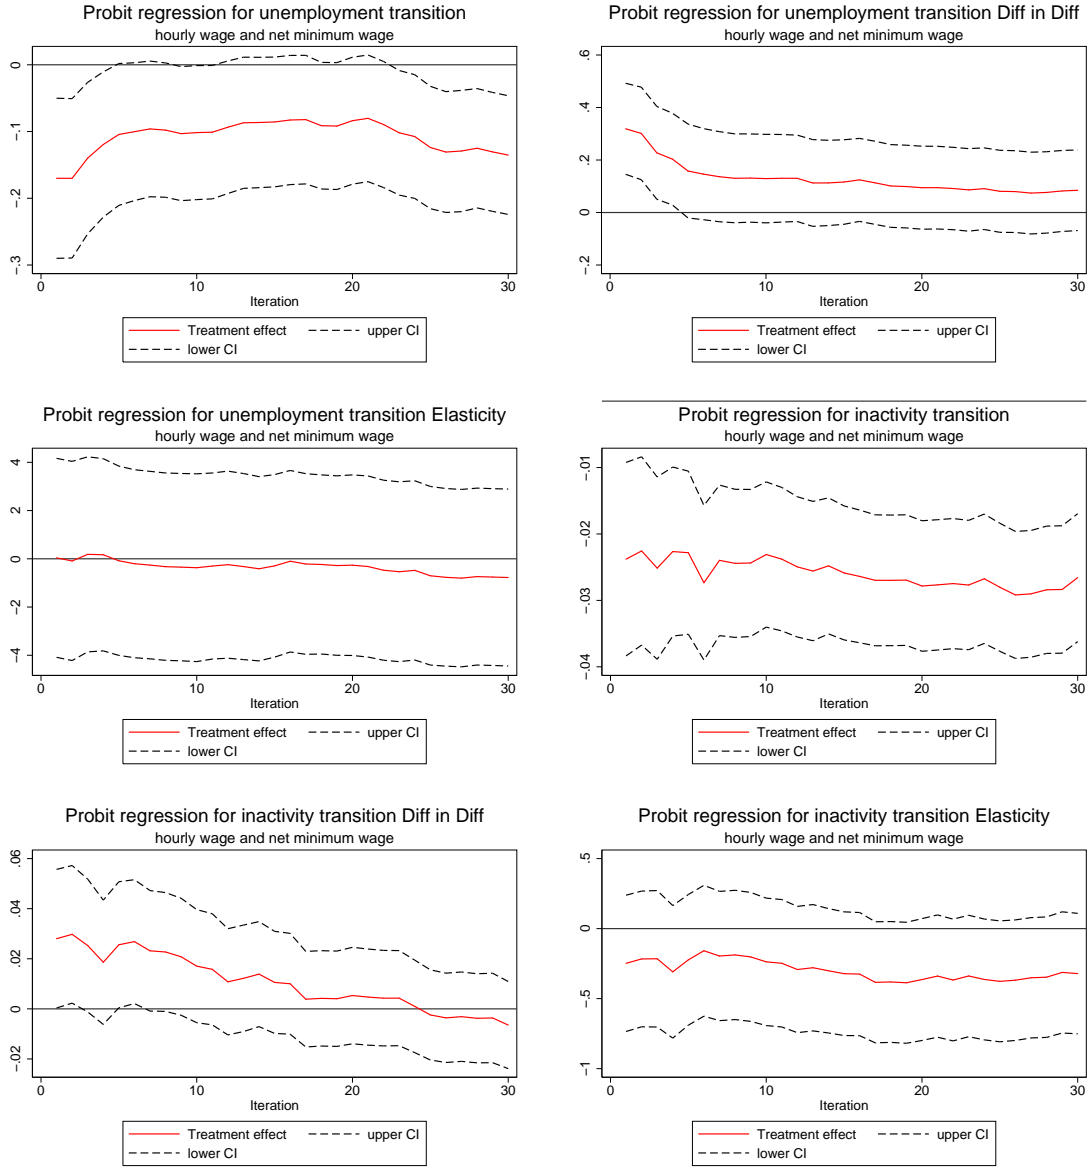 Probit regression for unemployment transition
hourly wage and net minimum wage
0
-.1
-.2
-.3
0
10
20
30
Iteration
Treatment effect
upper CI
lower CI
Probit regression for unemployment transition Diff in Diff
hourly wage and net minimum wage
.6
.4
.2
0
-.2
0
10
20
30
Iteration
Treatment effect
upper CI
lower CI
Probit regression for unemployment transition Elasticity
hourly wage and net minimum wage
4
2
0
-2
-4
0
10
20
30
Iteration
Treatment effect
upper CI
lower CI
Probit regression for inactivity transition
hourly wage and net minimum wage
-.01
-.02
-.03
-.04
0
10
20
30
Iteration
Treatment effect
upper CI
lower CI
Probit regression for inactivity transition Diff in Diff
hourly wage and net minimum wage
.06
.04
.02
0
-.02
0
10
20
30
Iteration
Treatment effect
upper CI
lower CI
Probit regression for inactivity transition Elasticity
hourly wage and net minimum wage
.5
0
-.5
-1
0
10
20
30
Iteration
Treatment effect
upper CI
lower CI